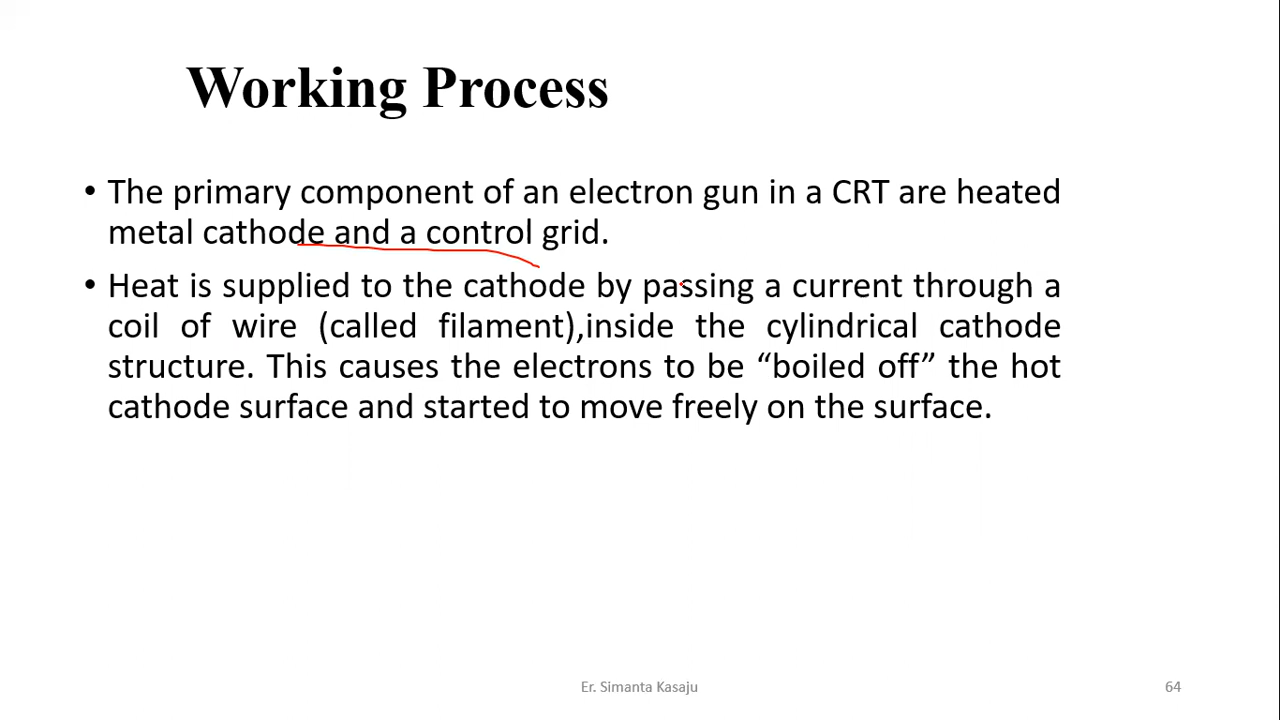 Working Process
• The primary component of an electron gun in a CRT are heated
metal cathode and a control grid.
• Heat is supplied to the cathode by passing a current through a
coil of wire (called filament),inside the cylindrical cathode
structure. This causes the electrons to be “boiled off” the hot
cathode surface and started to move freely on the surface.
Er. Simanta Kasaju
64